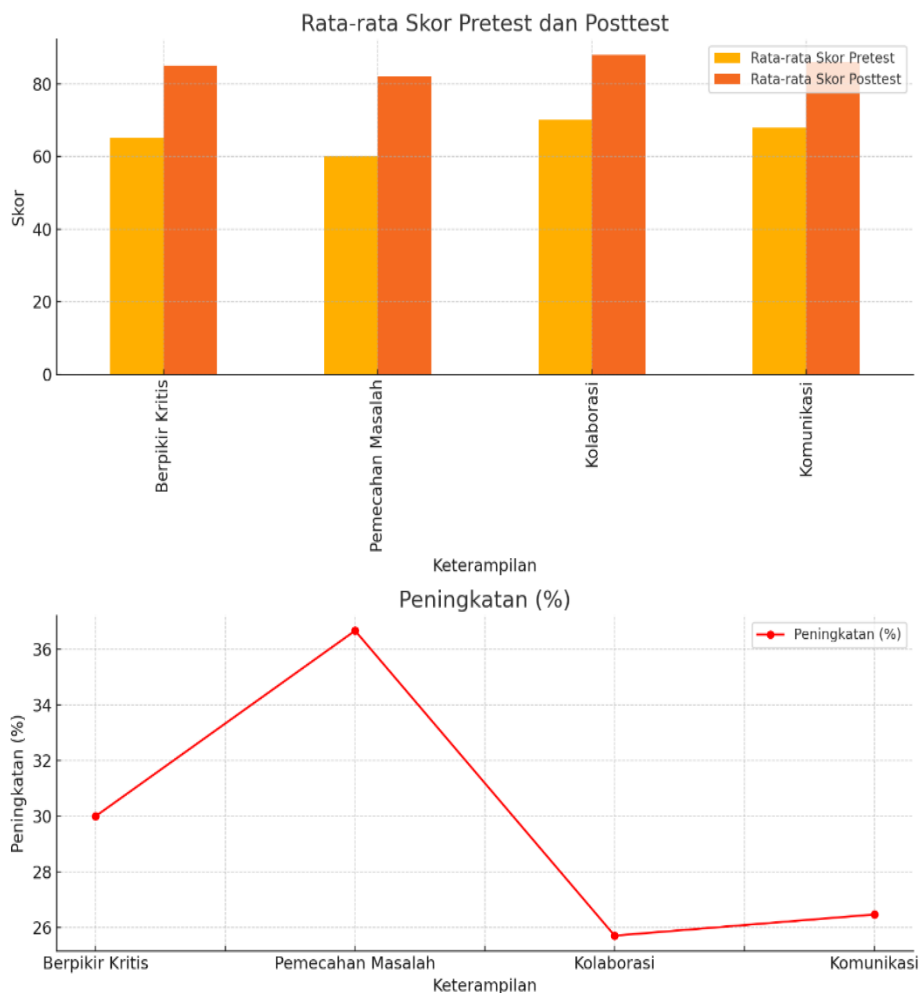 Rata-rata Skor Pretest dan Posttest
Rata-rata Skor Pretest
Rata-rata Skor Posttest
Skor
80
60
40
20
0
Berpikir Kritis
Pemecahan Masalah
Kolaborasi
Komunikasi
Keterampilan
Peningkatan (%)
Peningkatan (%)
Peningkatan (%)
36
34
32
30
28
26
Berpikir Kritis
Pemecahan Masalah
Kolaborasi
Komunikasi
Keterampilan